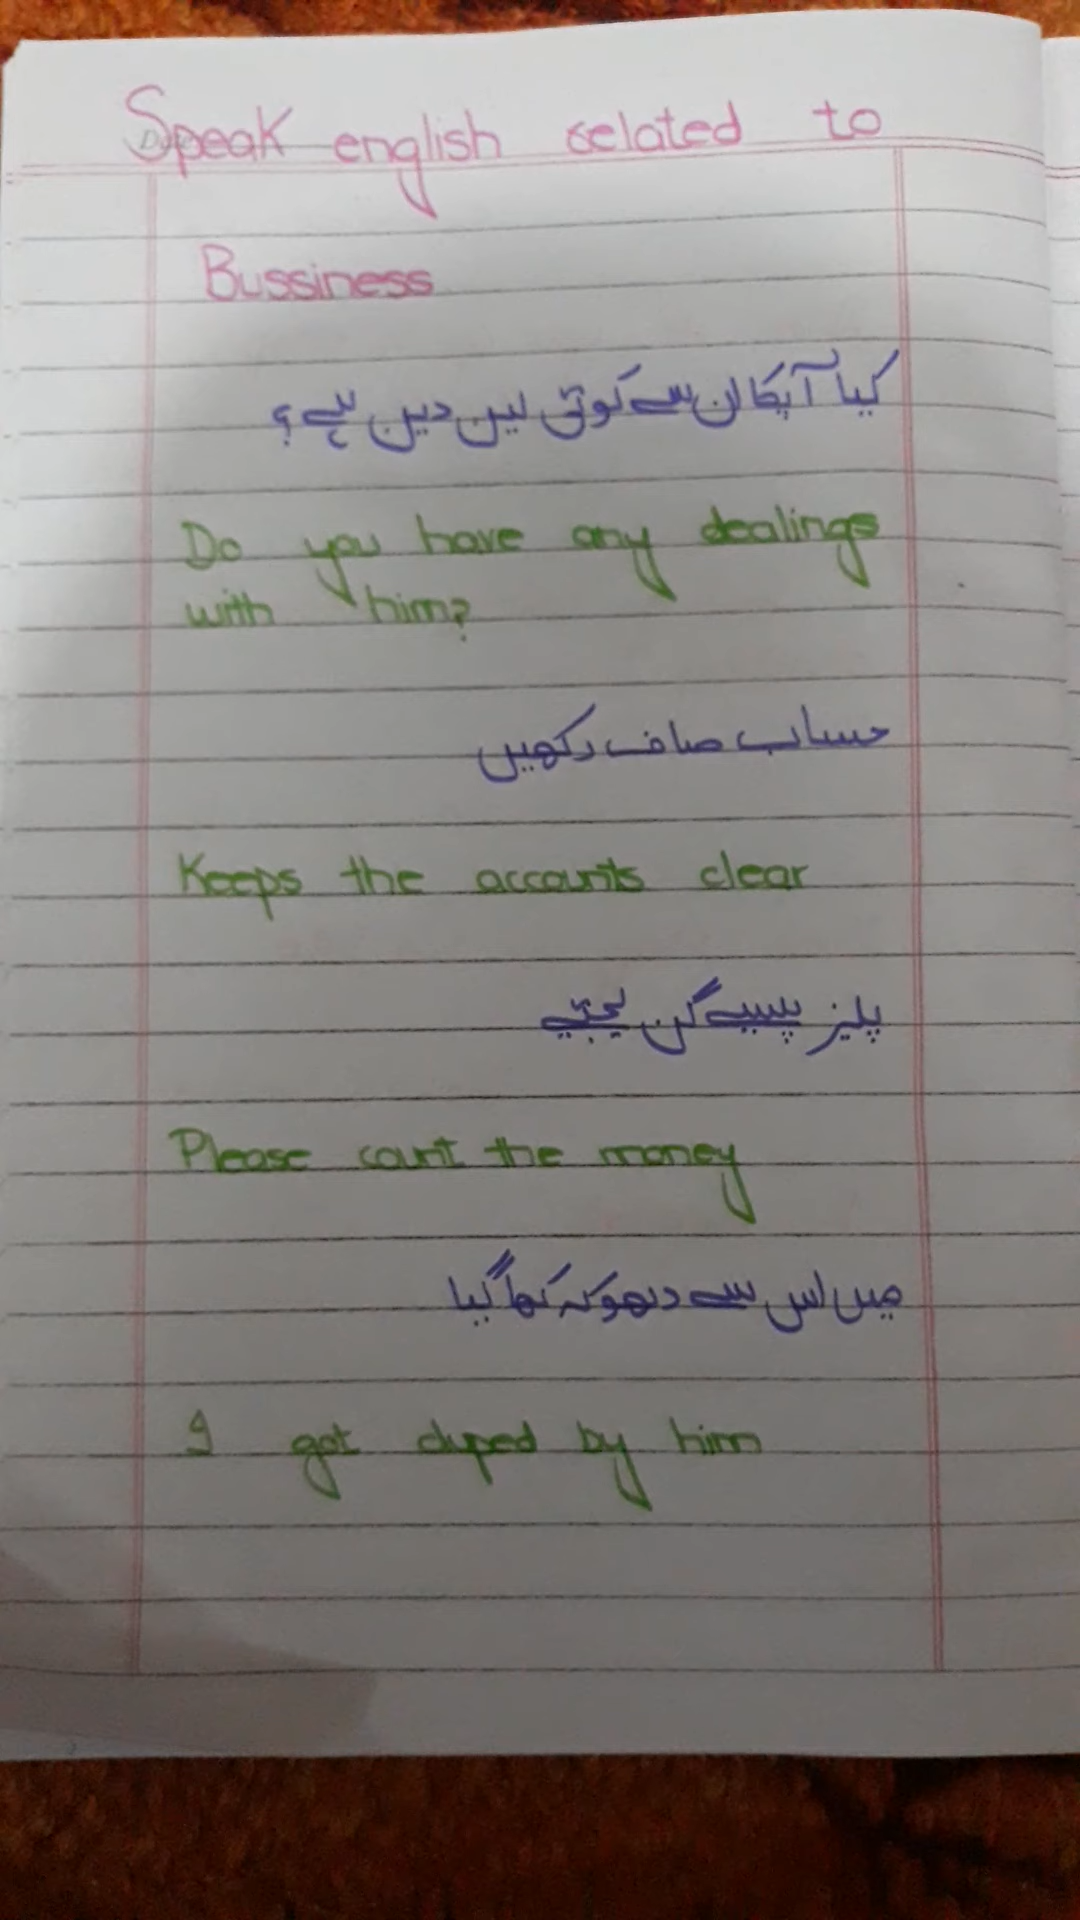 Speak english related to
Bussiness
کیا آپکا ان سے کوئی لین دین ہے؟
Do you have any dealings
with him?
حساب صاف رکھیں
Keeps the accounts clear
پلیز پیسے گن لیجئے
Please count the money
میں اس سے دھوکہ کھا گیا
I got duped by him